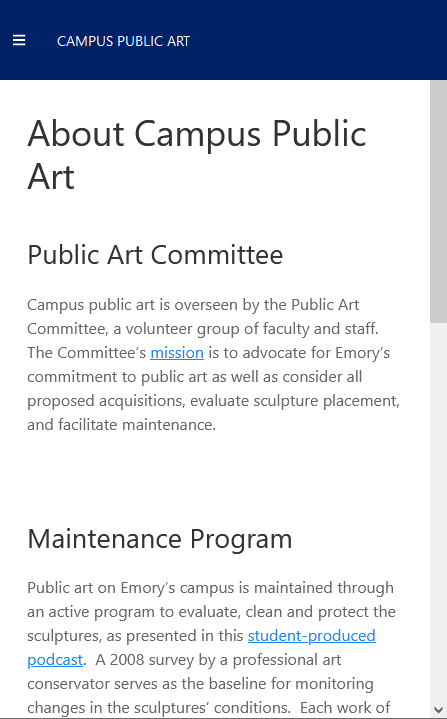 CAMPUS PUBLIC ART
About Campus Public
Art
Public Art Committee
Campus public art is overseen by the Public Art
Committee, a volunteer group of faculty and staff.
The Committee's mission is to advocate for Emory's
commitment to public art as well as consider all
proposed acquisitions, evaluate sculpture placement,
and facilitate maintenance.
Maintenance Program
Public art on Emory's campus is maintained through
an active program to evaluate, clean and protect the
sculptures, as presented in this student-produced
podcast.  A 2008 survey by a professional art
conservator serves as the baseline for monitoring
changes in the sculptures' conditions.  Each work of